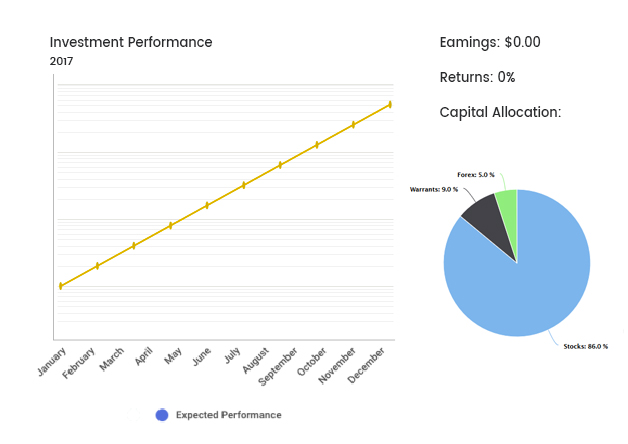 Investment Performance
2017
Earnings: $0.00
Returns: 0%
Capital Allocation:
Forex: 5.0 %
Warrants: 9.0 %
Stocks: 86.0 %
January
February
March
April
May
June
July
August
September
October
November
December
Expected Performance